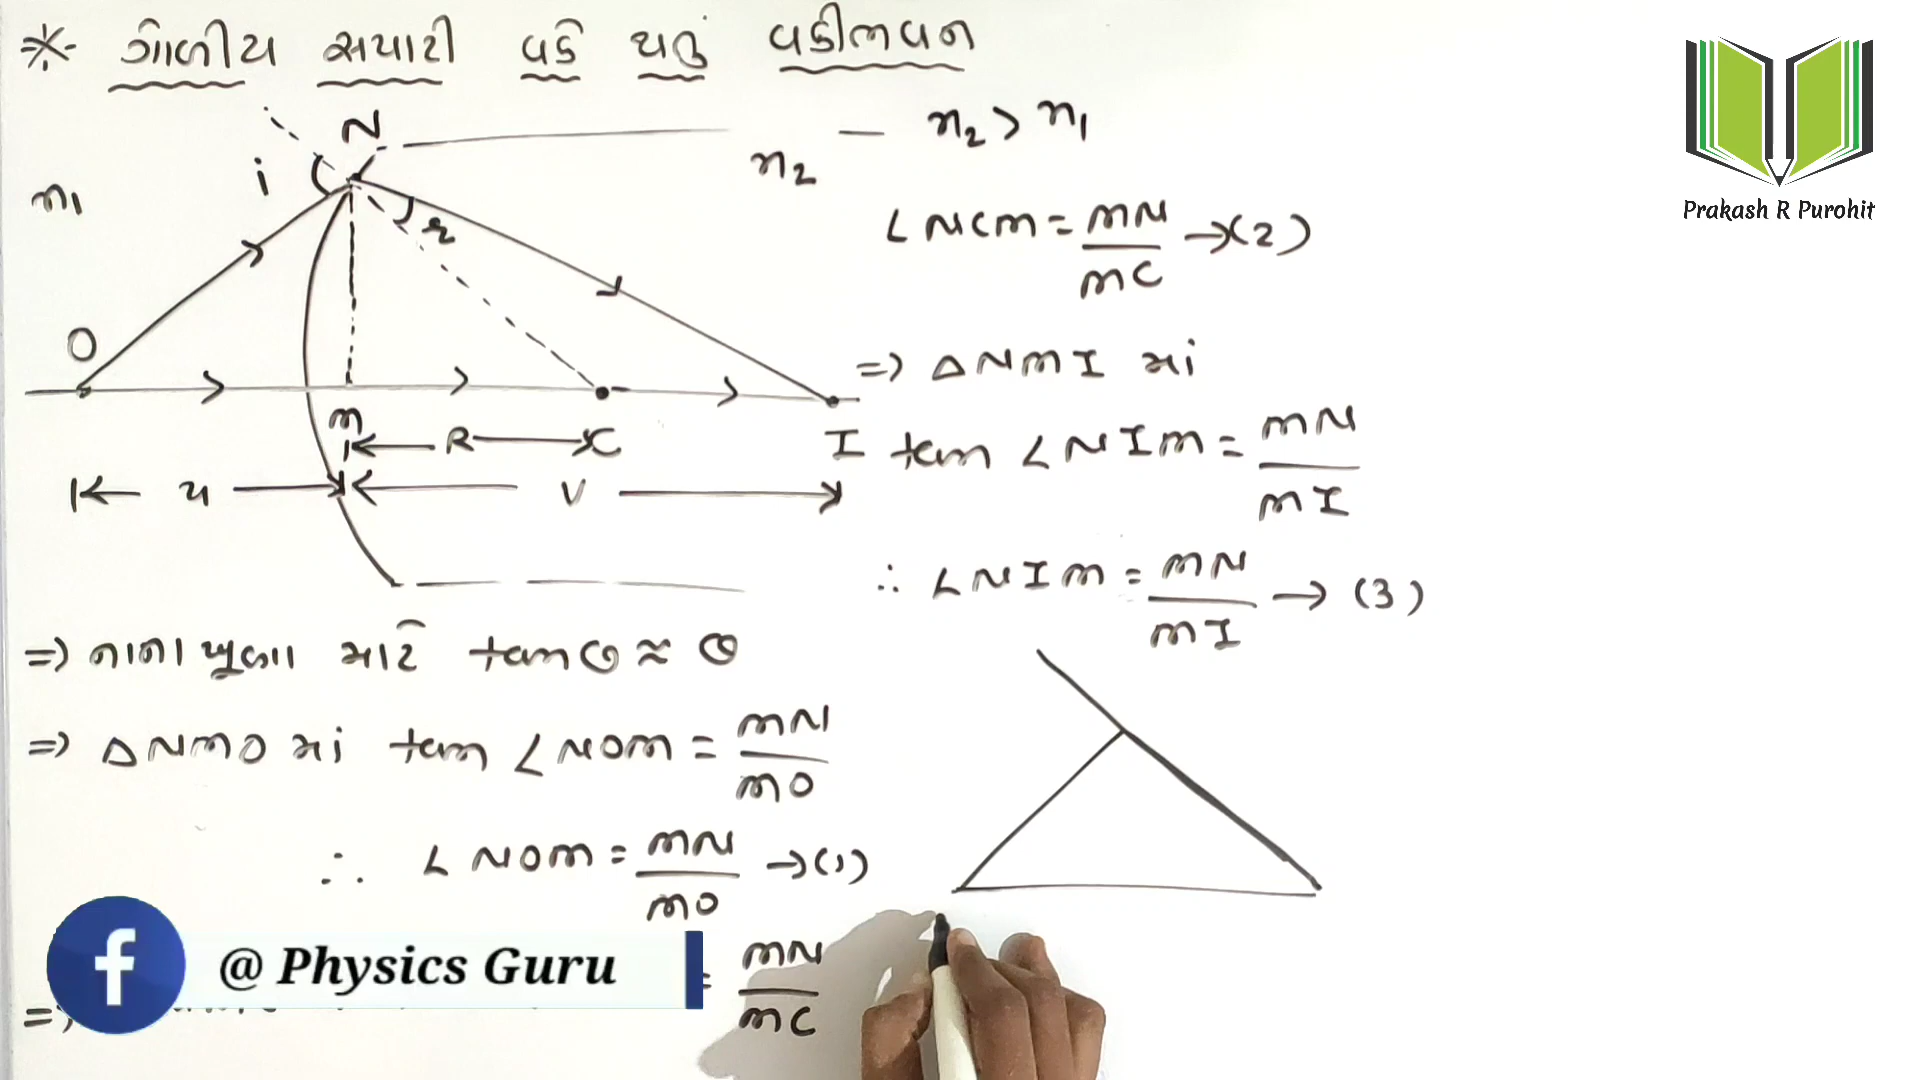 * ગોળીય સપાટી વડે થતું વક્રીભવન
N
n₂ — n₂ > n₁
i
n₁
r
∠NCM = MN/MC → (2)
O
⇒ ΔNMI માં
M
R C
I
tan ∠NIM = MN/MI
u v
∴ ∠NIM = MN/MI → (3)
⇒ નાના ખુણા માટે tanθ ≈ θ
⇒ ΔNMO માં tan ∠NOM = MN/MO
∴ ∠NOM = MN/MO → (1)
⇒ = MN/MC
f @ Physics Guru
Prakash R Purohit